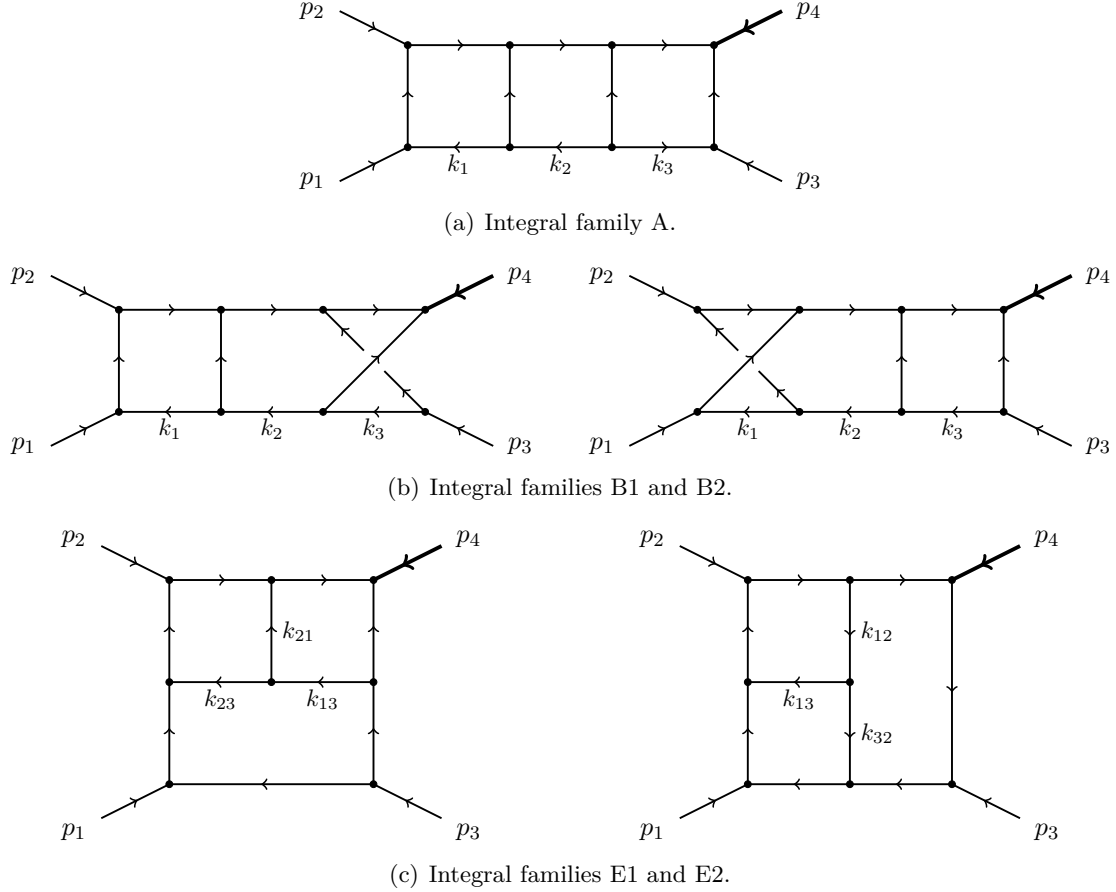 p₂ p₄
k₁ k₂ k₃
p₁ p₃
(a) Integral family A.
p₂ p₄ p₂ p₄
k₁ k₂ k₃ k₁ k₂ k₃
p₁ p₃ p₁ p₃
(b) Integral families B1 and B2.
p₂ p₄ p₂ p₄
k₂₁ k₁₂
k₂₃ k₁₃ k₁₃
k₃₂
p₁ p₃ p₁ p₃
(c) Integral families E1 and E2.